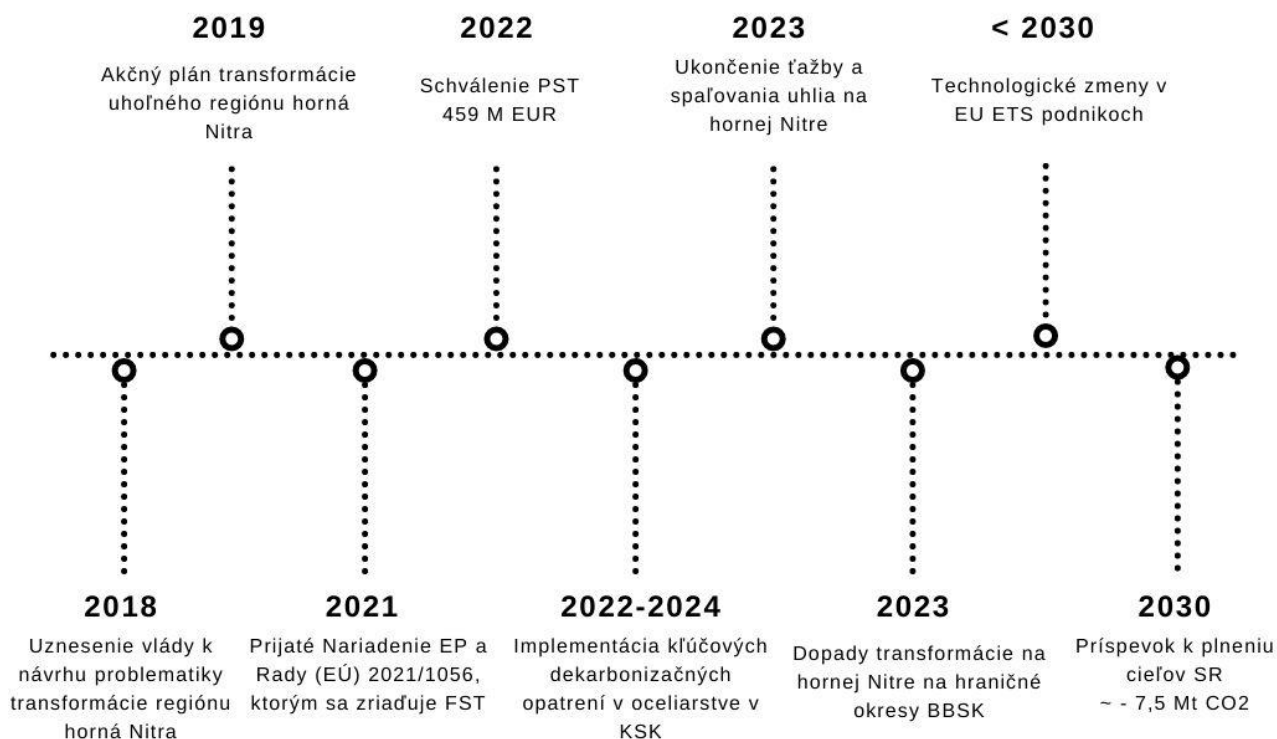 2019
Akčný plán transformácie
uhoľného regiónu horná
Nitra
2022
Schválenie PST
459 M EUR
2023
Ukončenie ťažby a
spaľovania uhlia na
hornej Nitre
< 2030
Technologické zmeny v
EU ETS podnikoch
2018
Uznesenie vlády k
návrhu problematiky
transformácie regiónu
horná Nitra
2021
Prijaté Nariadenie EP a
Rady (EÚ) 2021/1056,
ktorým sa zriaďuje FST
2022-2024
Implementácia kľúčových
dekarbonizačných
opatrení v oceliarstve v
KSK
2023
Dopady transformácie na
hornej Nitre na hraničné
okresy BBSK
2030
Príspevok k plneniu
cieľov SR
~ - 7,5 Mt CO2